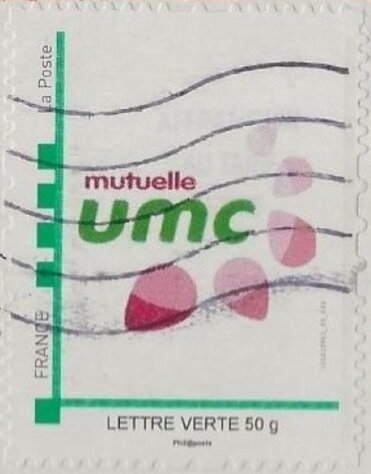 La Poste
mutuelle
umc
FRANCE
LETTRE VERTE 50 g
Phil@poste